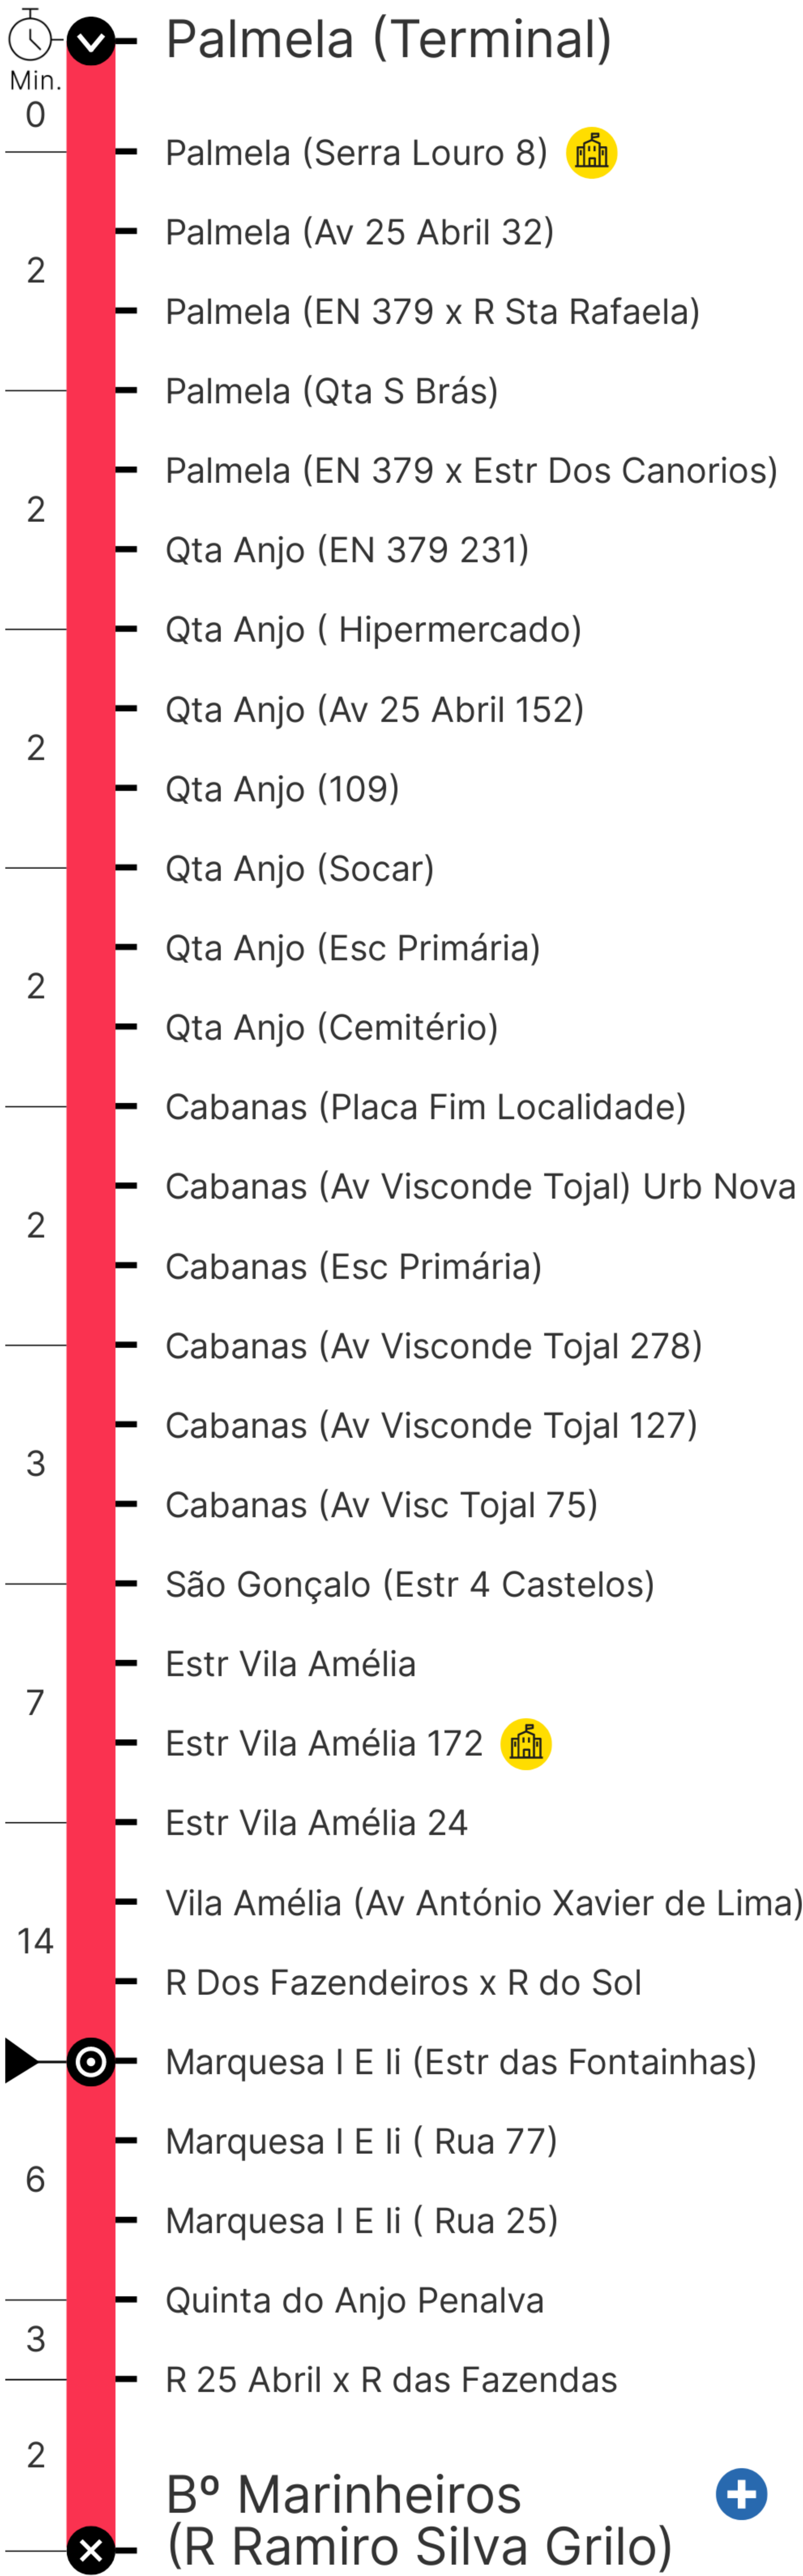 Palmela (Terminal)
Min.
0
Palmela (Serra Louro 8)
Palmela (Av 25 Abril 32)
2
Palmela (EN 379 x R Sta Rafaela)
Palmela (Qta S Brás)
Palmela (EN 379 x Estr Dos Canorios)
2
Qta Anjo (EN 379 231)
Qta Anjo ( Hipermercado)
Qta Anjo (Av 25 Abril 152)
2
Qta Anjo (109)
Qta Anjo (Socar)
Qta Anjo (Esc Primária)
2
Qta Anjo (Cemitério)
Cabanas (Placa Fim Localidade)
Cabanas (Av Visconde Tojal) Urb Nova
2
Cabanas (Esc Primária)
Cabanas (Av Visconde Tojal 278)
Cabanas (Av Visconde Tojal 127)
3
Cabanas (Av Visc Tojal 75)
São Gonçalo (Estr 4 Castelos)
Estr Vila Amélia
7
Estr Vila Amélia 172
Estr Vila Amélia 24
Vila Amélia (Av António Xavier de Lima)
14
R Dos Fazendeiros x R do Sol
Marquesa I E Ii (Estr das Fontainhas)
Marquesa I E Ii ( Rua 77)
6
Marquesa I E Ii ( Rua 25)
Quinta do Anjo Penalva
3
R 25 Abril x R das Fazendas
2
Bº Marinheiros
(R Ramiro Silva Grilo)